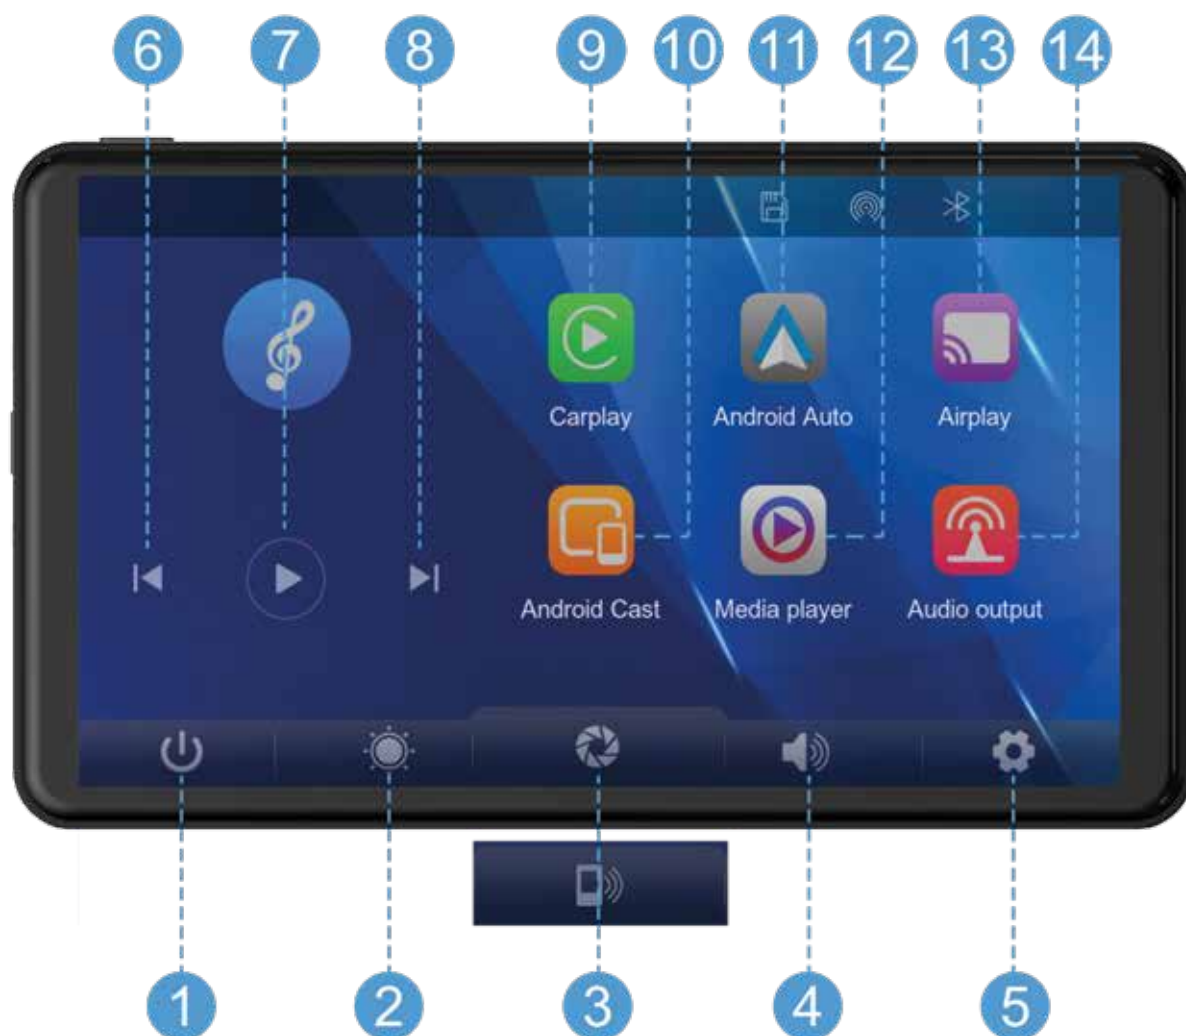 6 7 8 9 10 11 12 13 14
Carplay Android Auto Airplay
Android Cast Media player Audio output
1 2 3 4 5